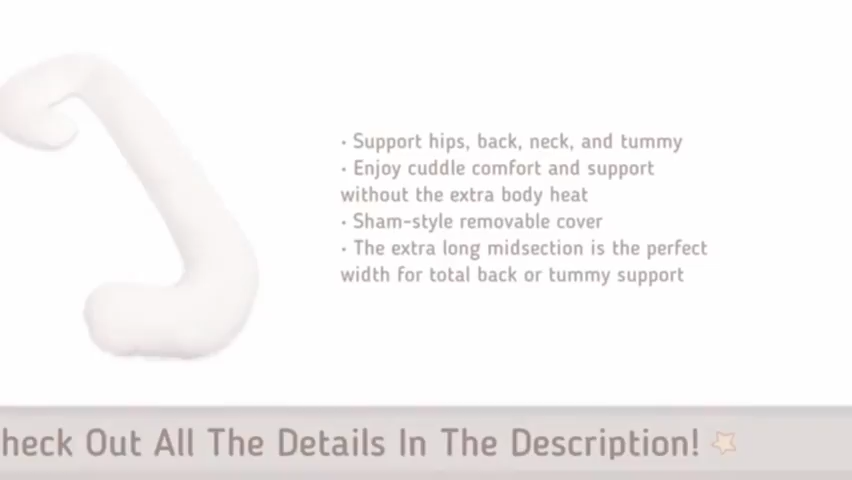 · Support hips, back, neck, and tummy
· Enjoy cuddle comfort and support
without the extra body heat
· Sham-style removable cover
· The extra long midsection is the perfect
width for total back or tummy support
heck Out All The Details In The Description!